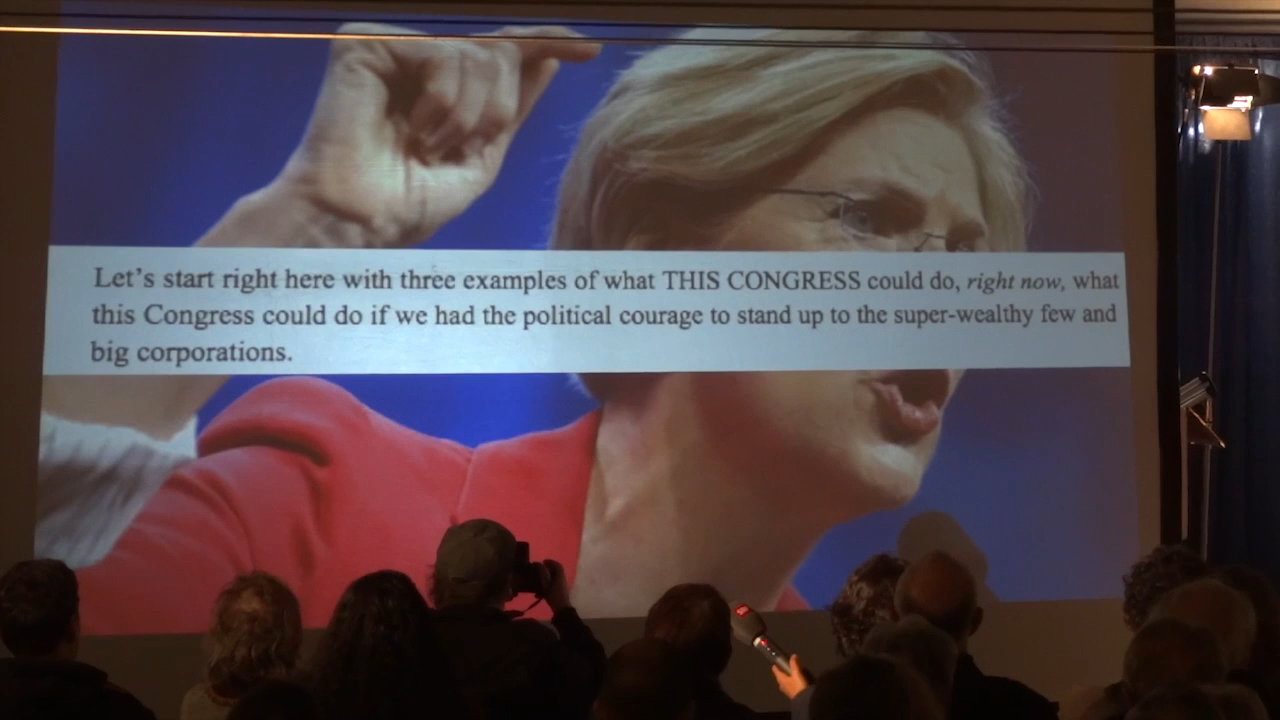 Let’s start right here with three examples of what THIS CONGRESS could do, right now, what
this Congress could do if we had the political courage to stand up to the super-wealthy few and
big corporations.